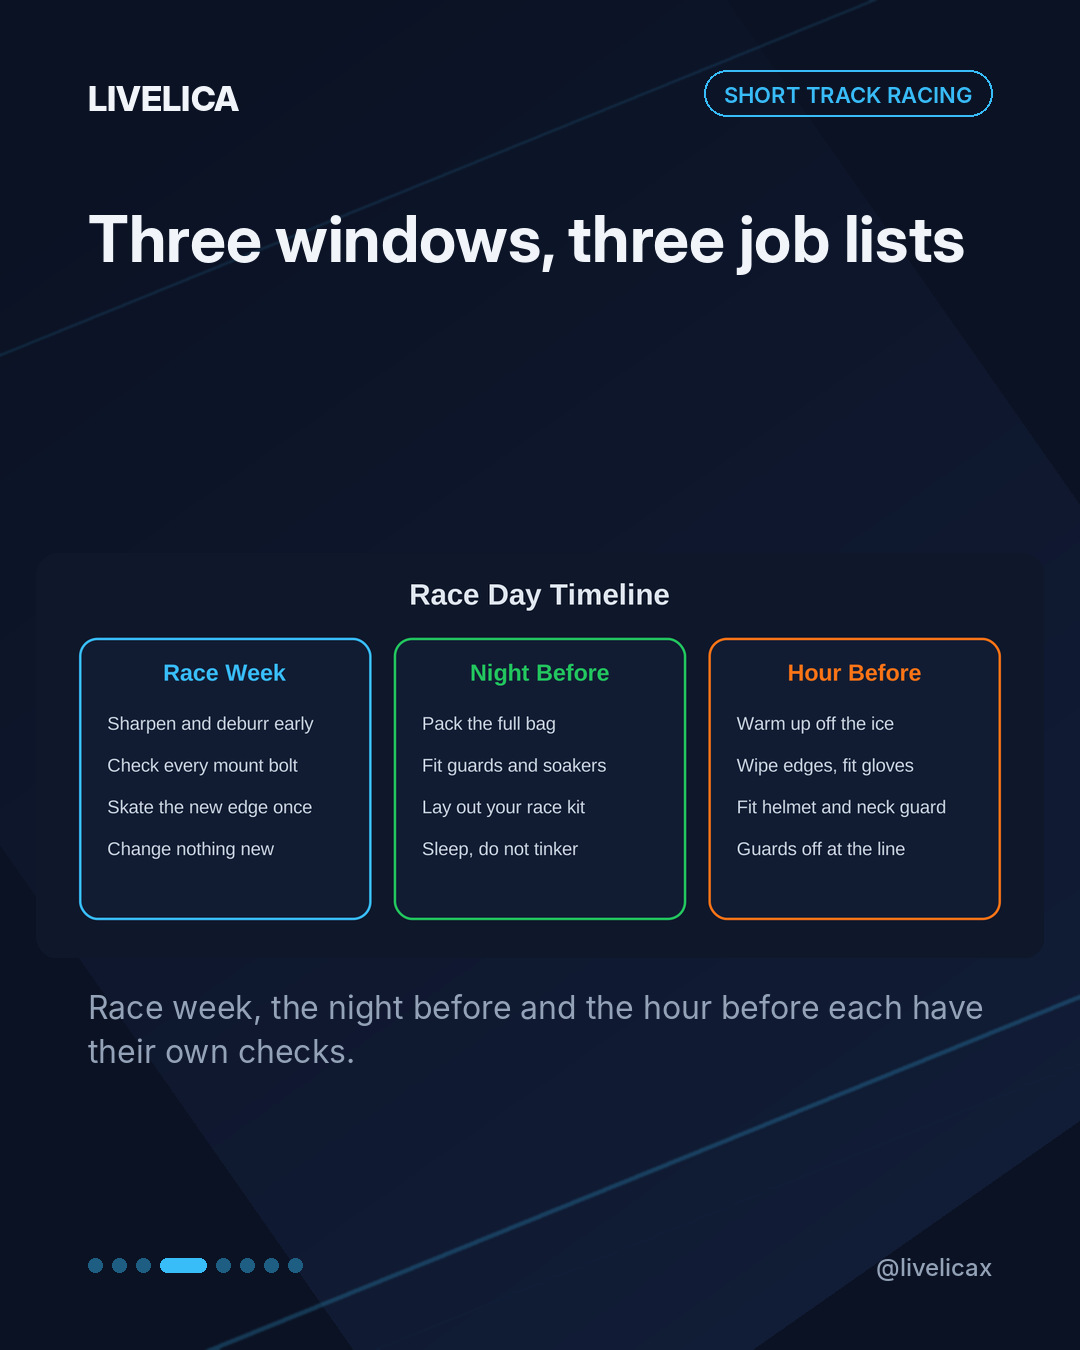 LIVELICA
SHORT TRACK RACING
Three windows, three job lists
Race Day Timeline
Race Week
Sharpen and deburr early
Check every mount bolt
Skate the new edge once
Change nothing new
Night Before
Pack the full bag
Fit guards and soakers
Lay out your race kit
Sleep, do not tinker
Hour Before
Warm up off the ice
Wipe edges, fit gloves
Fit helmet and neck guard
Guards off at the line
Race week, the night before and the hour before each have
their own checks.
@livelicax